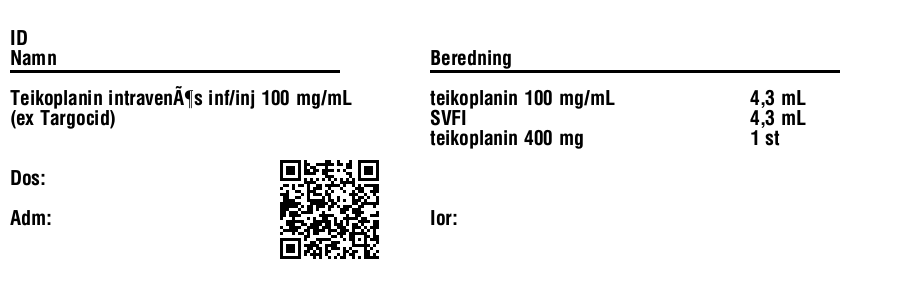 ID
Namn
Beredning
Teikoplanin intravenÃ¶s inf/inj 100 mg/mL
(ex Targocid)
teikoplanin 100 mg/mL 4,3 mL
SVFI 4,3 mL
teikoplanin 400 mg 1 st
Dos:
Adm:
Ior: